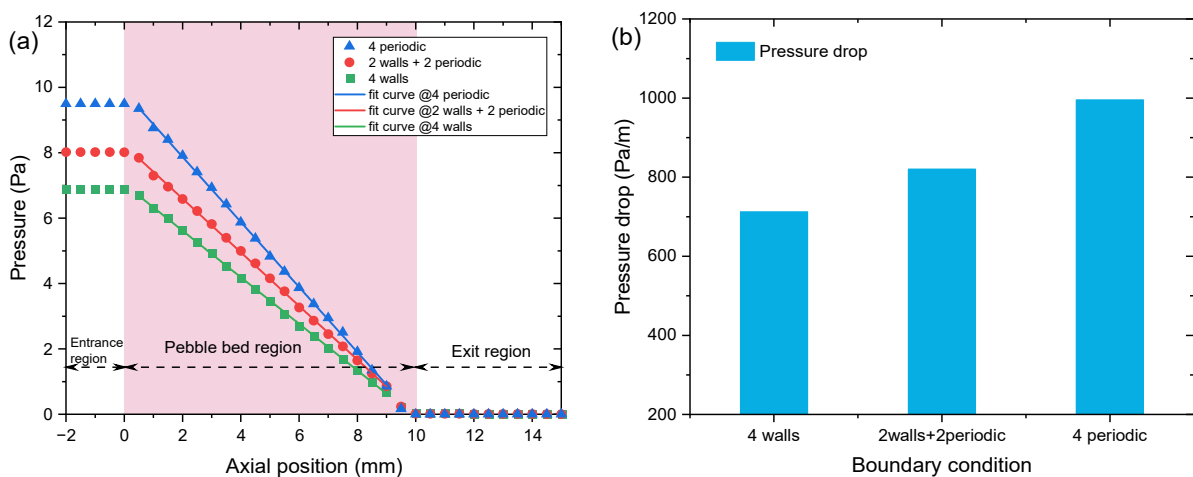 (a)
12
10
8
6
4
2
0
Pressure (Pa)
4 periodic
2 walls + 2 periodic
4 walls
fit curve @4 periodic
fit curve @2 walls + 2 periodic
fit curve @4 walls
Entrance
region
Pebble bed region
Exit region
−2
0
2
4
6
8
10
12
14
Axial position (mm)
(b)
1200
1000
800
600
400
200
Pressure drop (Pa/m)
Pressure drop
4 walls
2walls+2periodic
4 periodic
Boundary condition